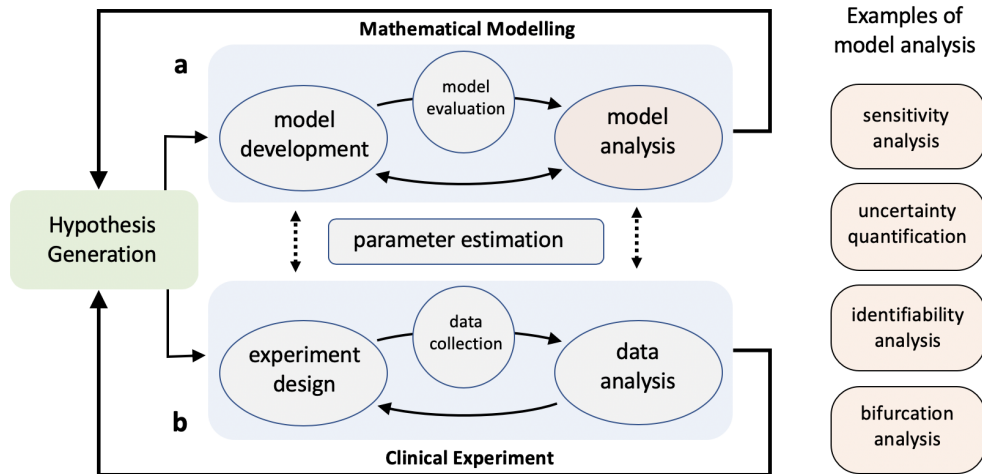 Mathematical Modelling
a
model
evaluation
model
development
model
analysis
Hypothesis
Generation
parameter estimation
data
collection
experiment
design
data
analysis
b
Clinical Experiment
Examples of
model analysis
sensitivity
analysis
uncertainty
quantification
identifiability
analysis
bifurcation
analysis